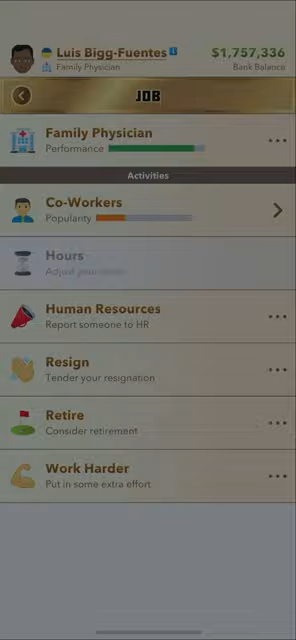 Luis Bigg-Fuentes
$1,757,336
Family Physician
Bank Balance
JOB
Family Physician
Performance
Activities
Co-Workers
Popularity
Hours
Adjust your
Human Resources
Report someone to HR
Resign
Tender your resignation
Retire
Consider retirement
Work Harder
Put in some extra effort